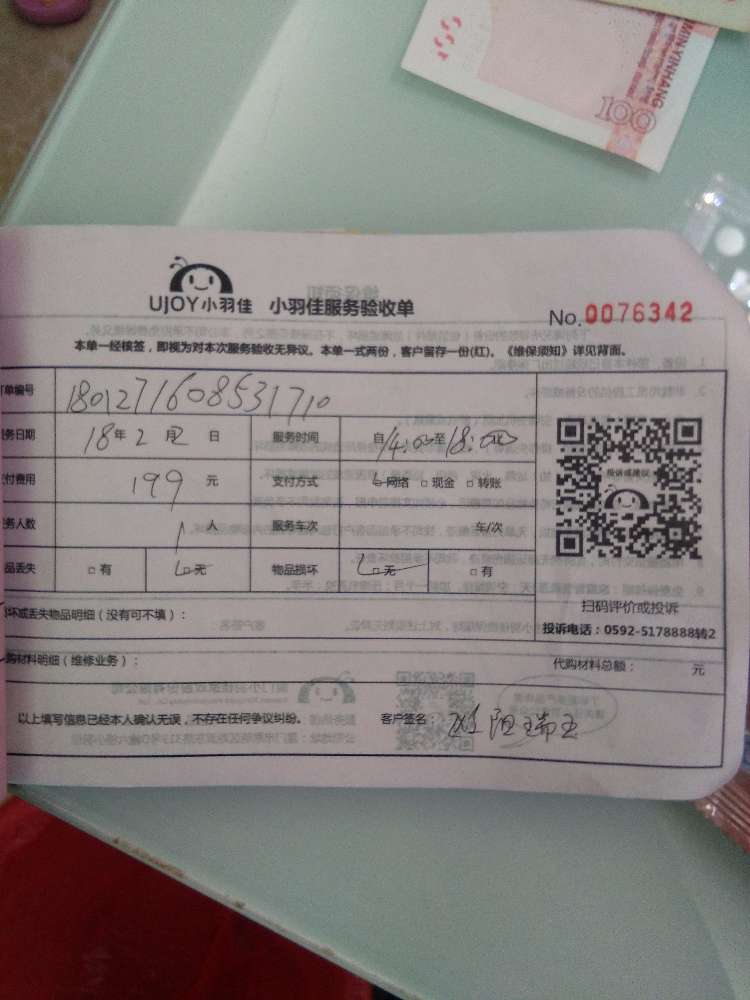 MIN YINHANG
100
UJOY小羽佳 小羽佳服务验收单
No.0076342
本单一经核签，即视为对本次服务验收无异议。本单一式两份，客户留存一份(红)。《维保须知》详见背面。
单编号 1801271608531710
务日期 18年2月 日 服务时间 自14:00至18:00
付费用 199 元 支付方式 □网络 □现金 □转账
投诉或建议
务人数 1 人 服务车次 车/次
品丢失 □有 □无 物品损坏 □无 □有
扫码评价或投诉
投诉电话：0592-5178888转2
坏或丢失物品明细（没有可不填）：
购材料明细（维修业务）：
代购材料总额： 元
以上填写信息已经本人确认无误，不存在任何争议纠纷。 客户签名：